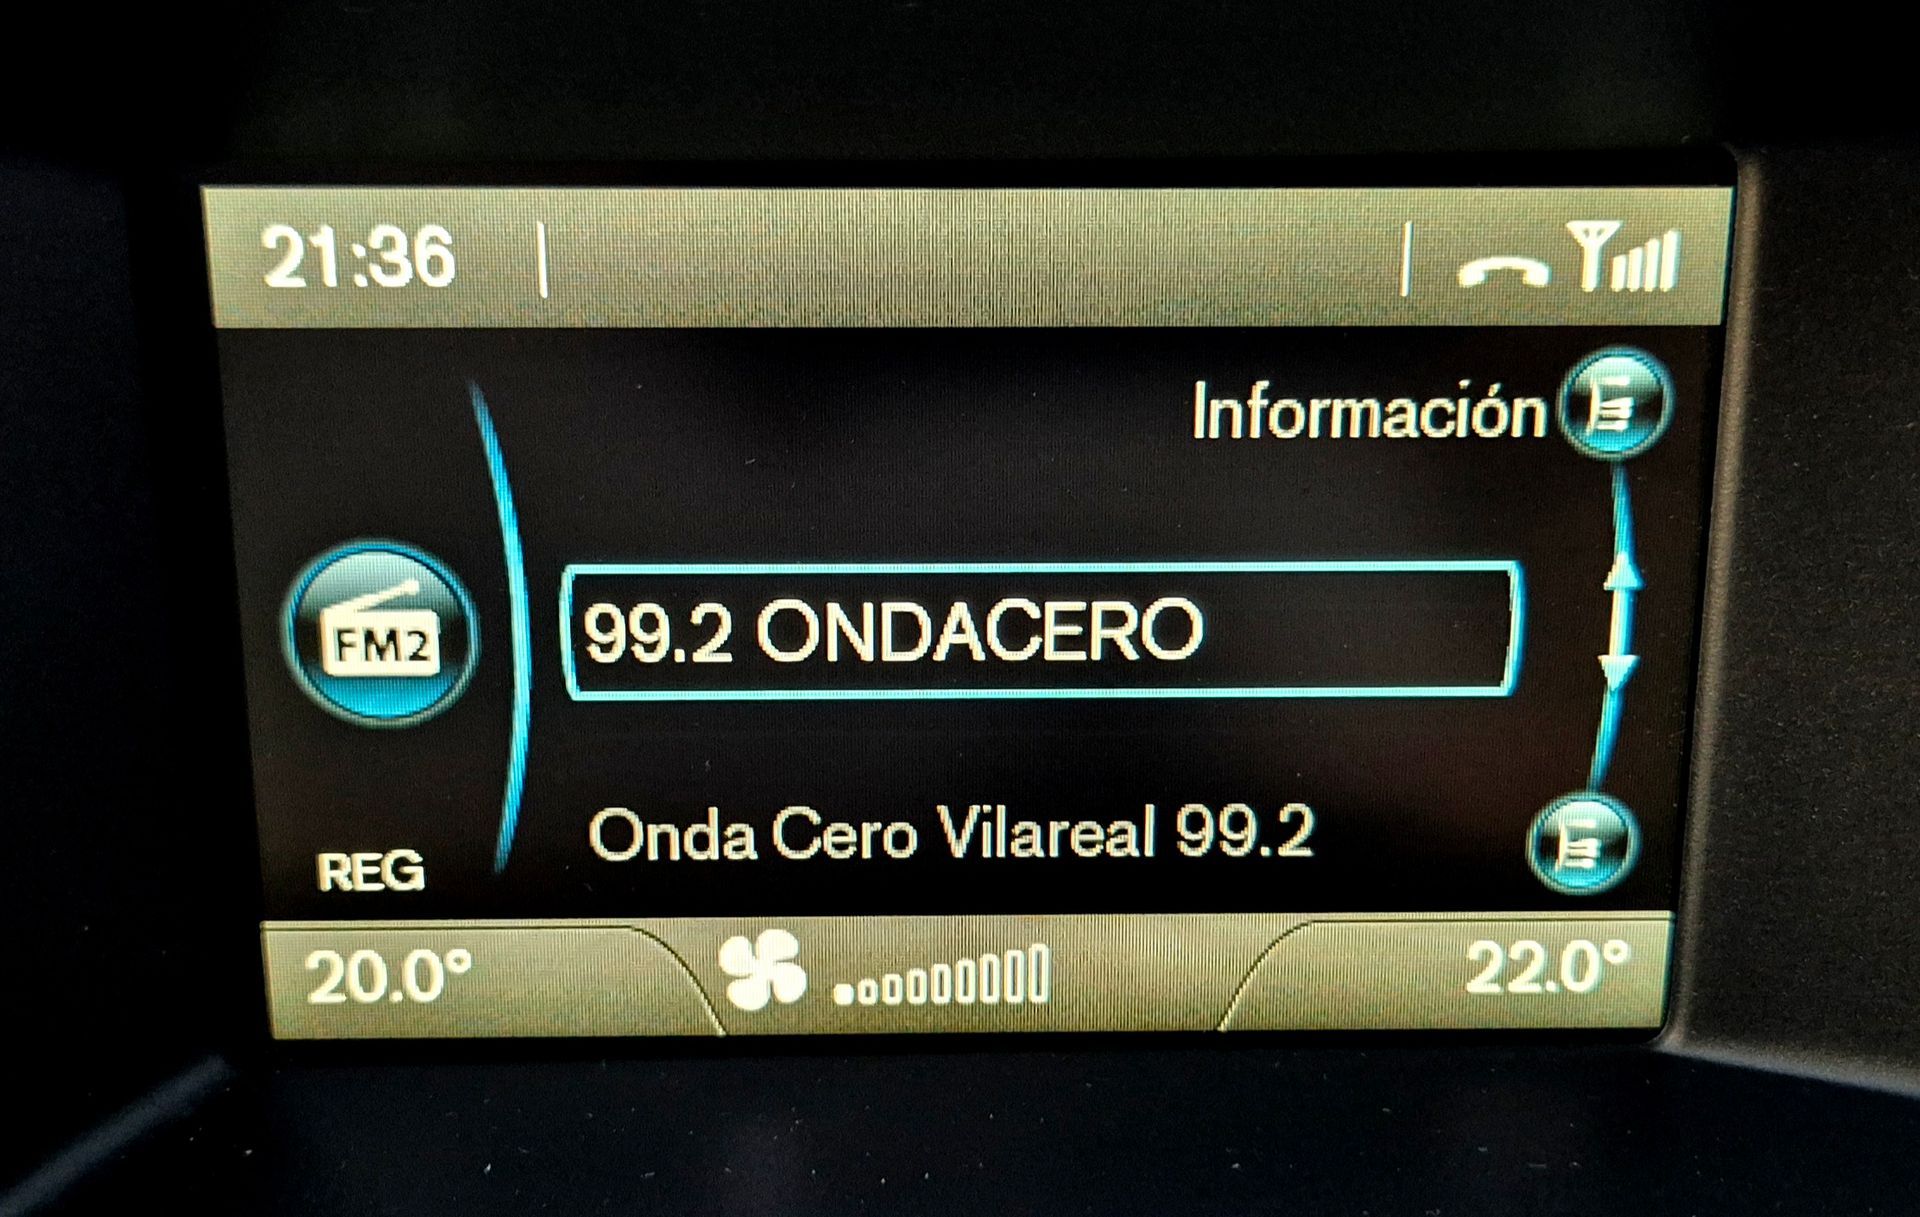 21:36
Información
FM2
99.2 ONDACERO
Onda Cero Vilareal 99.2
REG
20.0°
22.0°